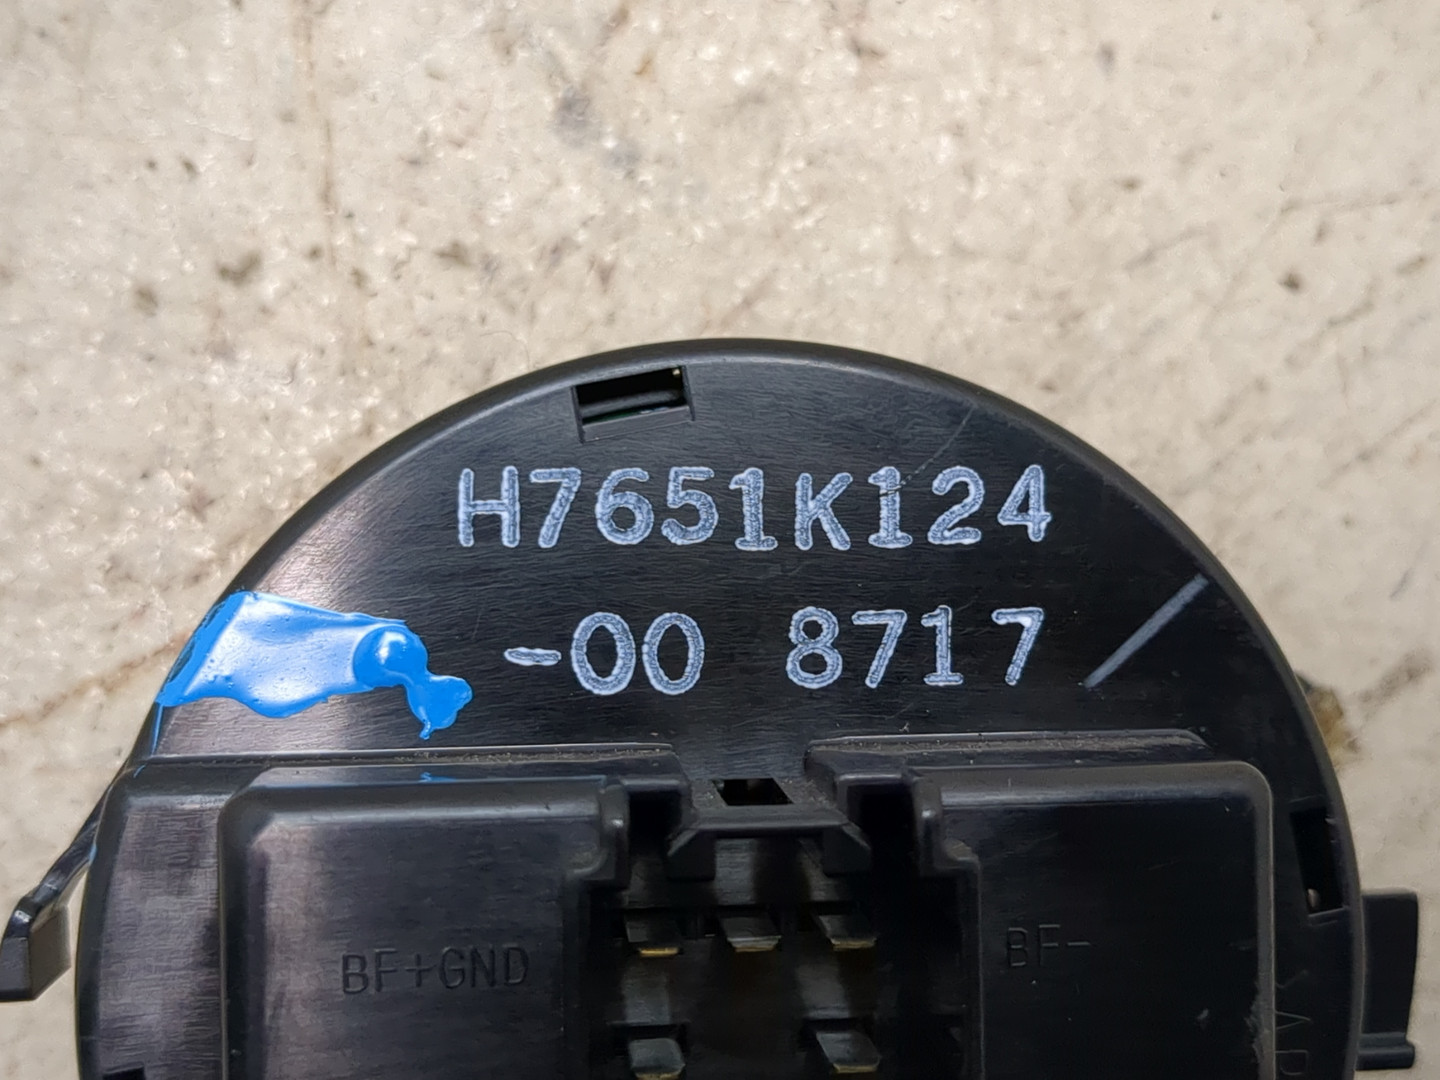 H7651K124
-00 8717
BF+GND
BF-